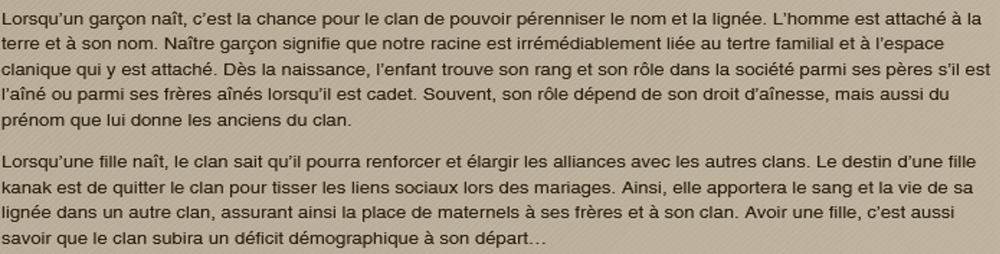 Lorsqu’un garçon naît, c’est la chance pour le clan de pouvoir pérenniser le nom et la lignée. L’homme est attaché à la
terre et à son nom. Naître garçon signifie que notre racine est irrémédiablement liée au tertre familial et à l’espace
clanique qui y est attaché. Dès la naissance, l’enfant trouve son rang et son rôle dans la société parmi ses pères s’il est
l’aîné ou parmi ses frères aînés lorsqu’il est cadet. Souvent, son rôle dépend de son droit d’aînesse, mais aussi du
prénom que lui donne les anciens du clan.
Lorsqu’une fille naît, le clan sait qu’il pourra renforcer et élargir les alliances avec les autres clans. Le destin d’une fille
kanak est de quitter le clan pour tisser les liens sociaux lors des mariages. Ainsi, elle apportera le sang et la vie de sa
lignée dans un autre clan, assurant ainsi la place de maternels à ses frères et à son clan. Avoir une fille, c’est aussi
savoir que le clan subira un déficit démographique à son départ…